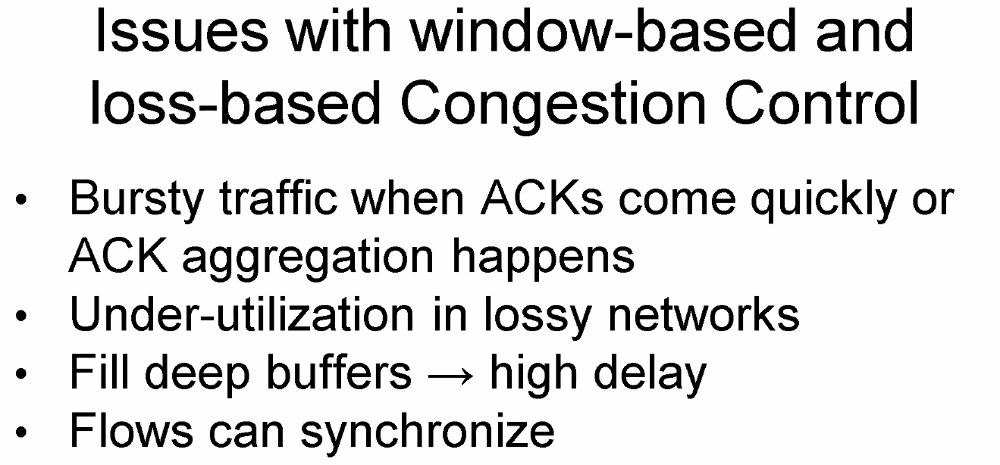 Issues with window-based and
loss-based Congestion Control
• Bursty traffic when ACKs come quickly or
ACK aggregation happens
• Under-utilization in lossy networks
• Fill deep buffers → high delay
• Flows can synchronize